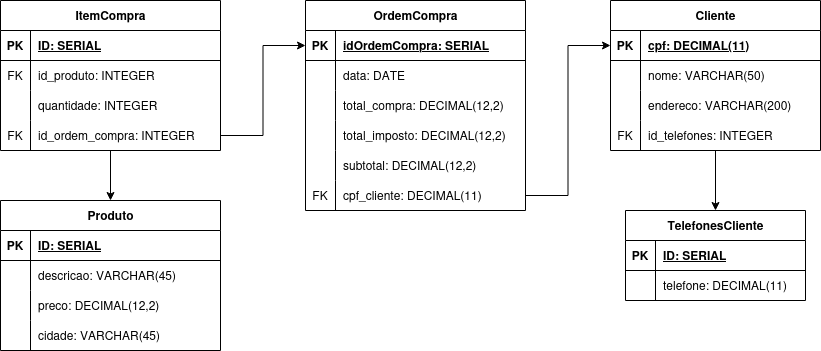 ItemCompra
PK ID: SERIAL
FK id_produto: INTEGER
quantidade: INTEGER
FK id_ordem_compra: INTEGER
OrdemCompra
PK idOrdemCompra: SERIAL
data: DATE
total_compra: DECIMAL(12,2)
total_imposto: DECIMAL(12,2)
subtotal: DECIMAL(12,2)
FK cpf_cliente: DECIMAL(11)
Cliente
PK cpf: DECIMAL(11)
nome: VARCHAR(50)
endereco: VARCHAR(200)
FK id_telefones: INTEGER
Produto
PK ID: SERIAL
descricao: VARCHAR(45)
preco: DECIMAL(12,2)
cidade: VARCHAR(45)
TelefonesCliente
PK ID: SERIAL
telefone: DECIMAL(11)